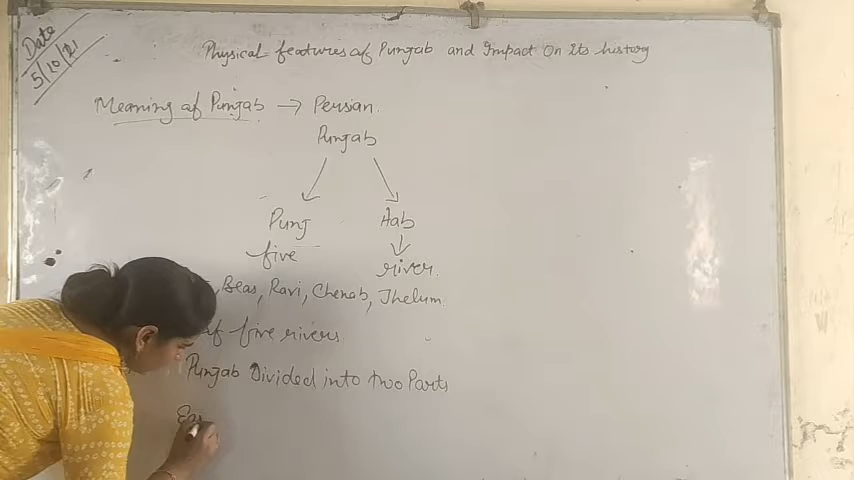 Date
5/10/21
Physical features of Punjab and Impact On Its history
Meaning of Punjab → Persian.
Punjab
Punj Aab
five river.
, Beas, Ravi, Chenab, Jhelum
of five rivers
Punjab Divided into two Parts
Eas